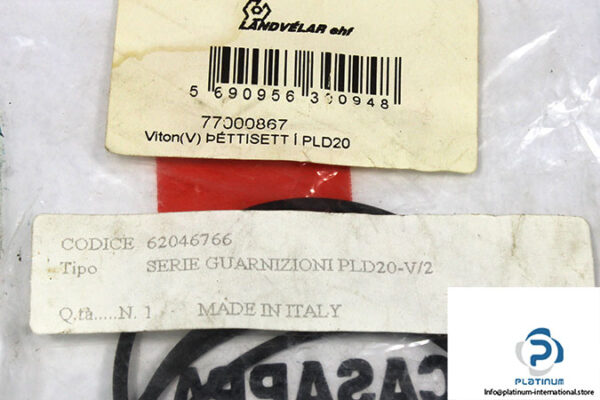 LANDVÉLAR ehf
5 690956 300948
77000867
Viton(V) ÞÉTTISETT Í PLD20
CODICE 62046766
Tipo SERIE GUARNIZIONI PLD20-V/2
Q.tà.....N. 1 MADE IN ITALY
CASAPPA
PLATINUM
Info@platinum-international.store